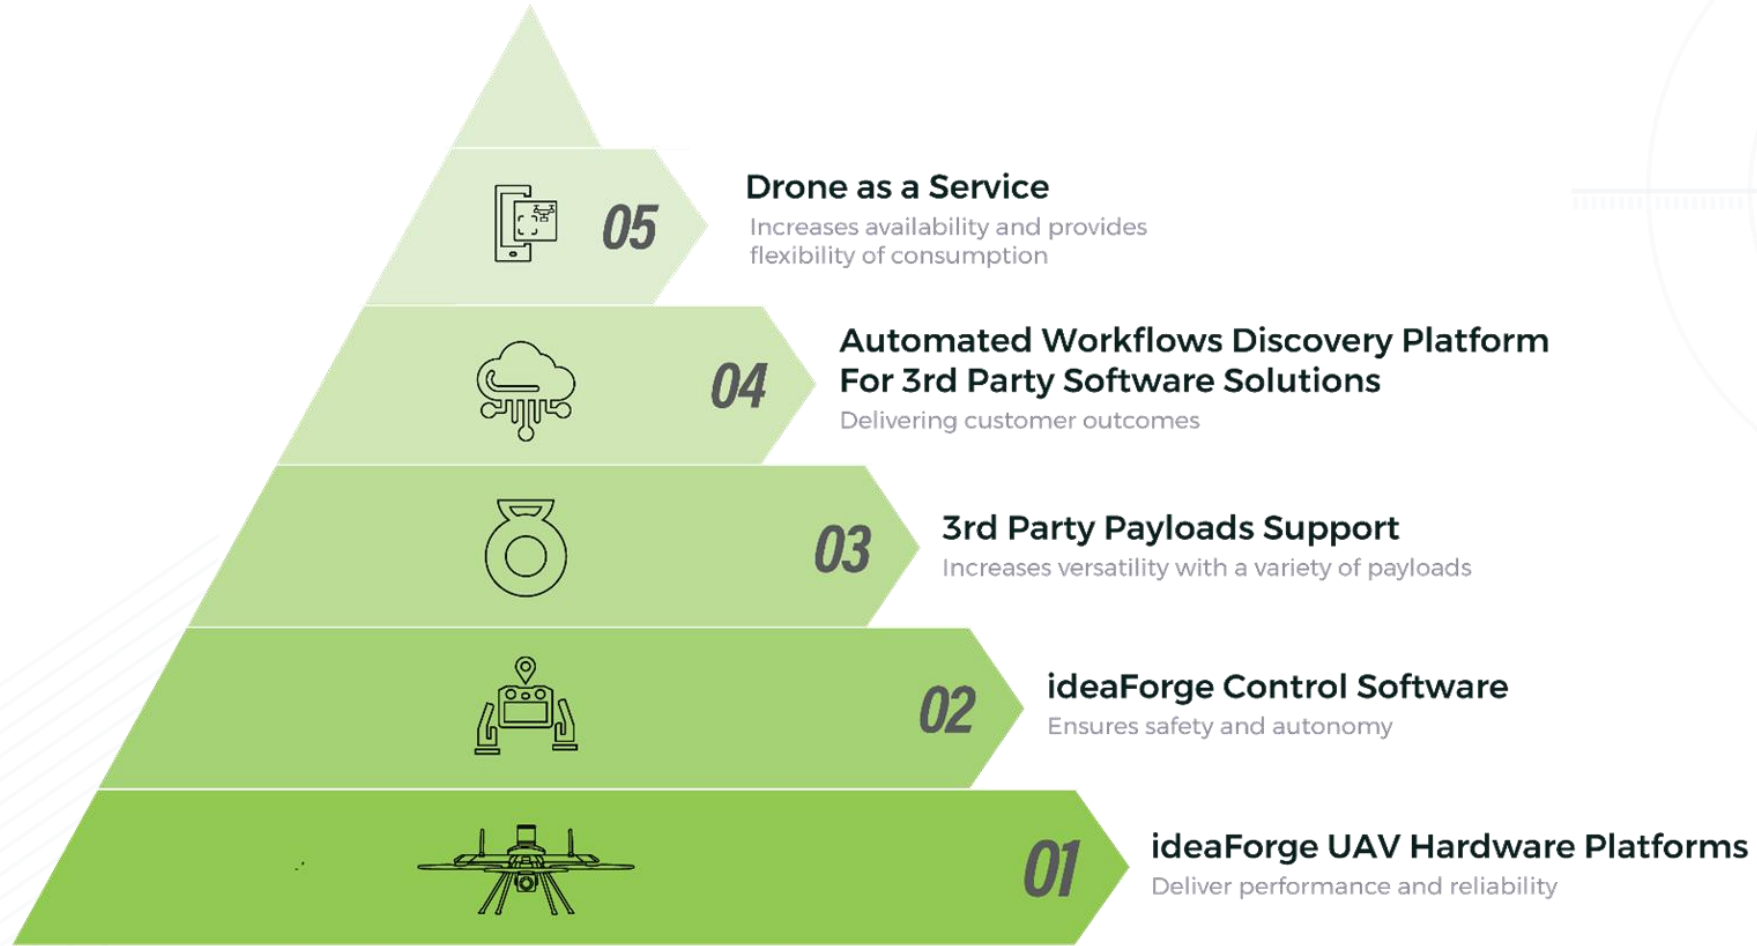 05
Drone as a Service
Increases availability and provides
flexibility of consumption
04
Automated Workflows Discovery Platform
For 3rd Party Software Solutions
Delivering customer outcomes
03
3rd Party Payloads Support
Increases versatility with a variety of payloads
02
ideaForge Control Software
Ensures safety and autonomy
01
ideaForge UAV Hardware Platforms
Deliver performance and reliability